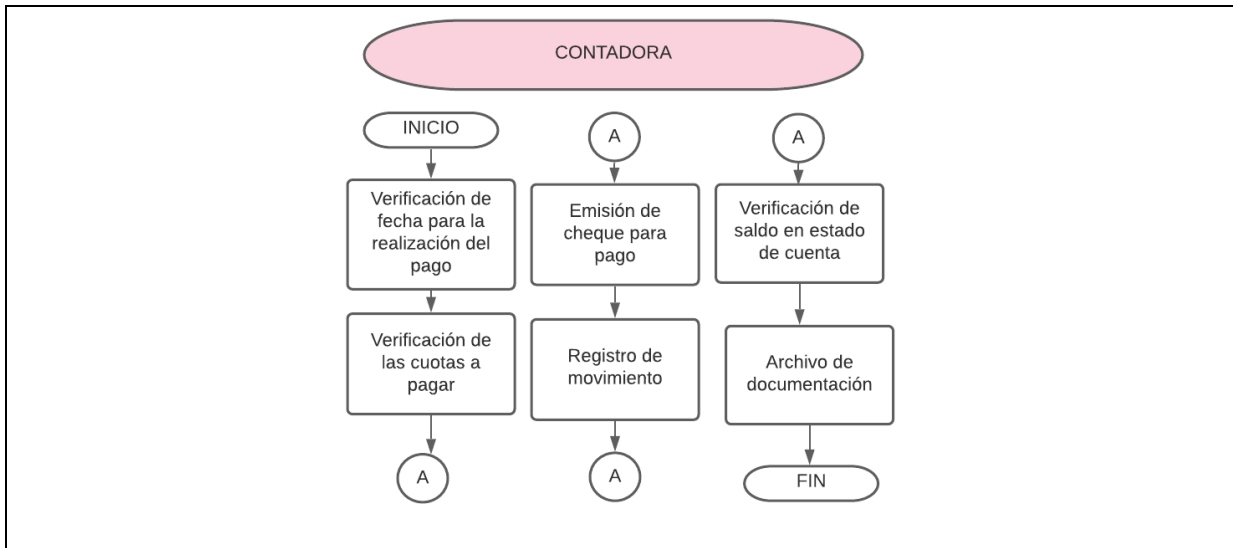 CONTADORA
INICIO
Verificación de
fecha para la
realización del
pago
Verificación de
las cuotas a
pagar
A
A
Emisión de
cheque para
pago
Registro de
movimiento
A
A
Verificación de
saldo en estado
de cuenta
Archivo de
documentación
FIN